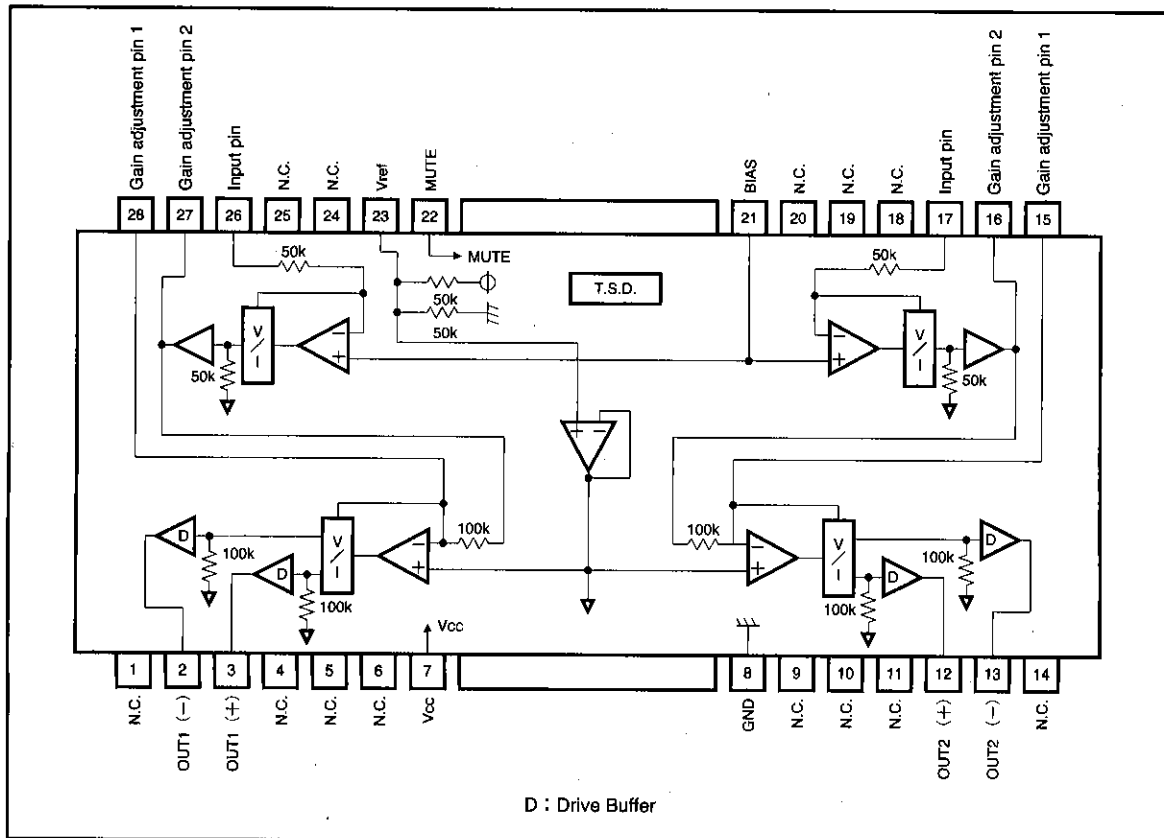 Gain adjustment pin 1
Gain adjustment pin 2
Input pin
N.C.
N.C.
Vref
MUTE
BIAS
N.C.
N.C.
N.C.
Input pin
Gain adjustment pin 2
Gain adjustment pin 1
28
27
26
25
24
23
22
21
20
19
18
17
16
15
MUTE
50k
50k
50k
T.S.D.
50k
V/I
50k
− +
− +
V/I
50k
+ −
D
100k
D
100k
V/I
− +
100k
100k
− +
V/I
D
100k
D
100k
Vcc
1
2
3
4
5
6
7
8
9
10
11
12
13
14
N.C.
OUT1 (−)
OUT1 (+)
N.C.
N.C.
N.C.
Vcc
GND
N.C.
N.C.
N.C.
OUT2 (+)
OUT2 (−)
N.C.
D : Drive Buffer